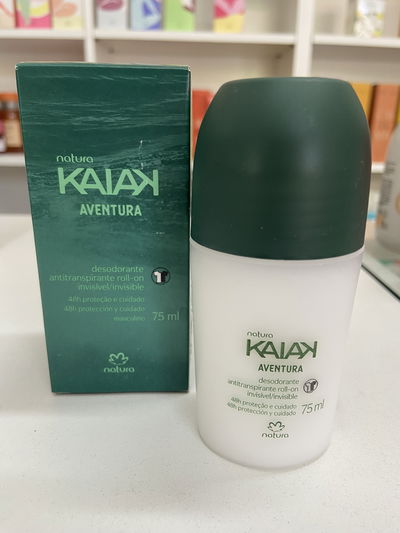 natura
KAIAK
AVENTURA
desodorante
antitranspirante roll-on
invisível/invisible
48h proteção e cuidado
48h protección y cuidado
masculino
75 ml
natura
natura
KAIAK
AVENTURA
desodorante
antitranspirante roll-on
invisível/invisible
48h proteção e cuidado
48h protección y cuidado
75 ml
natura